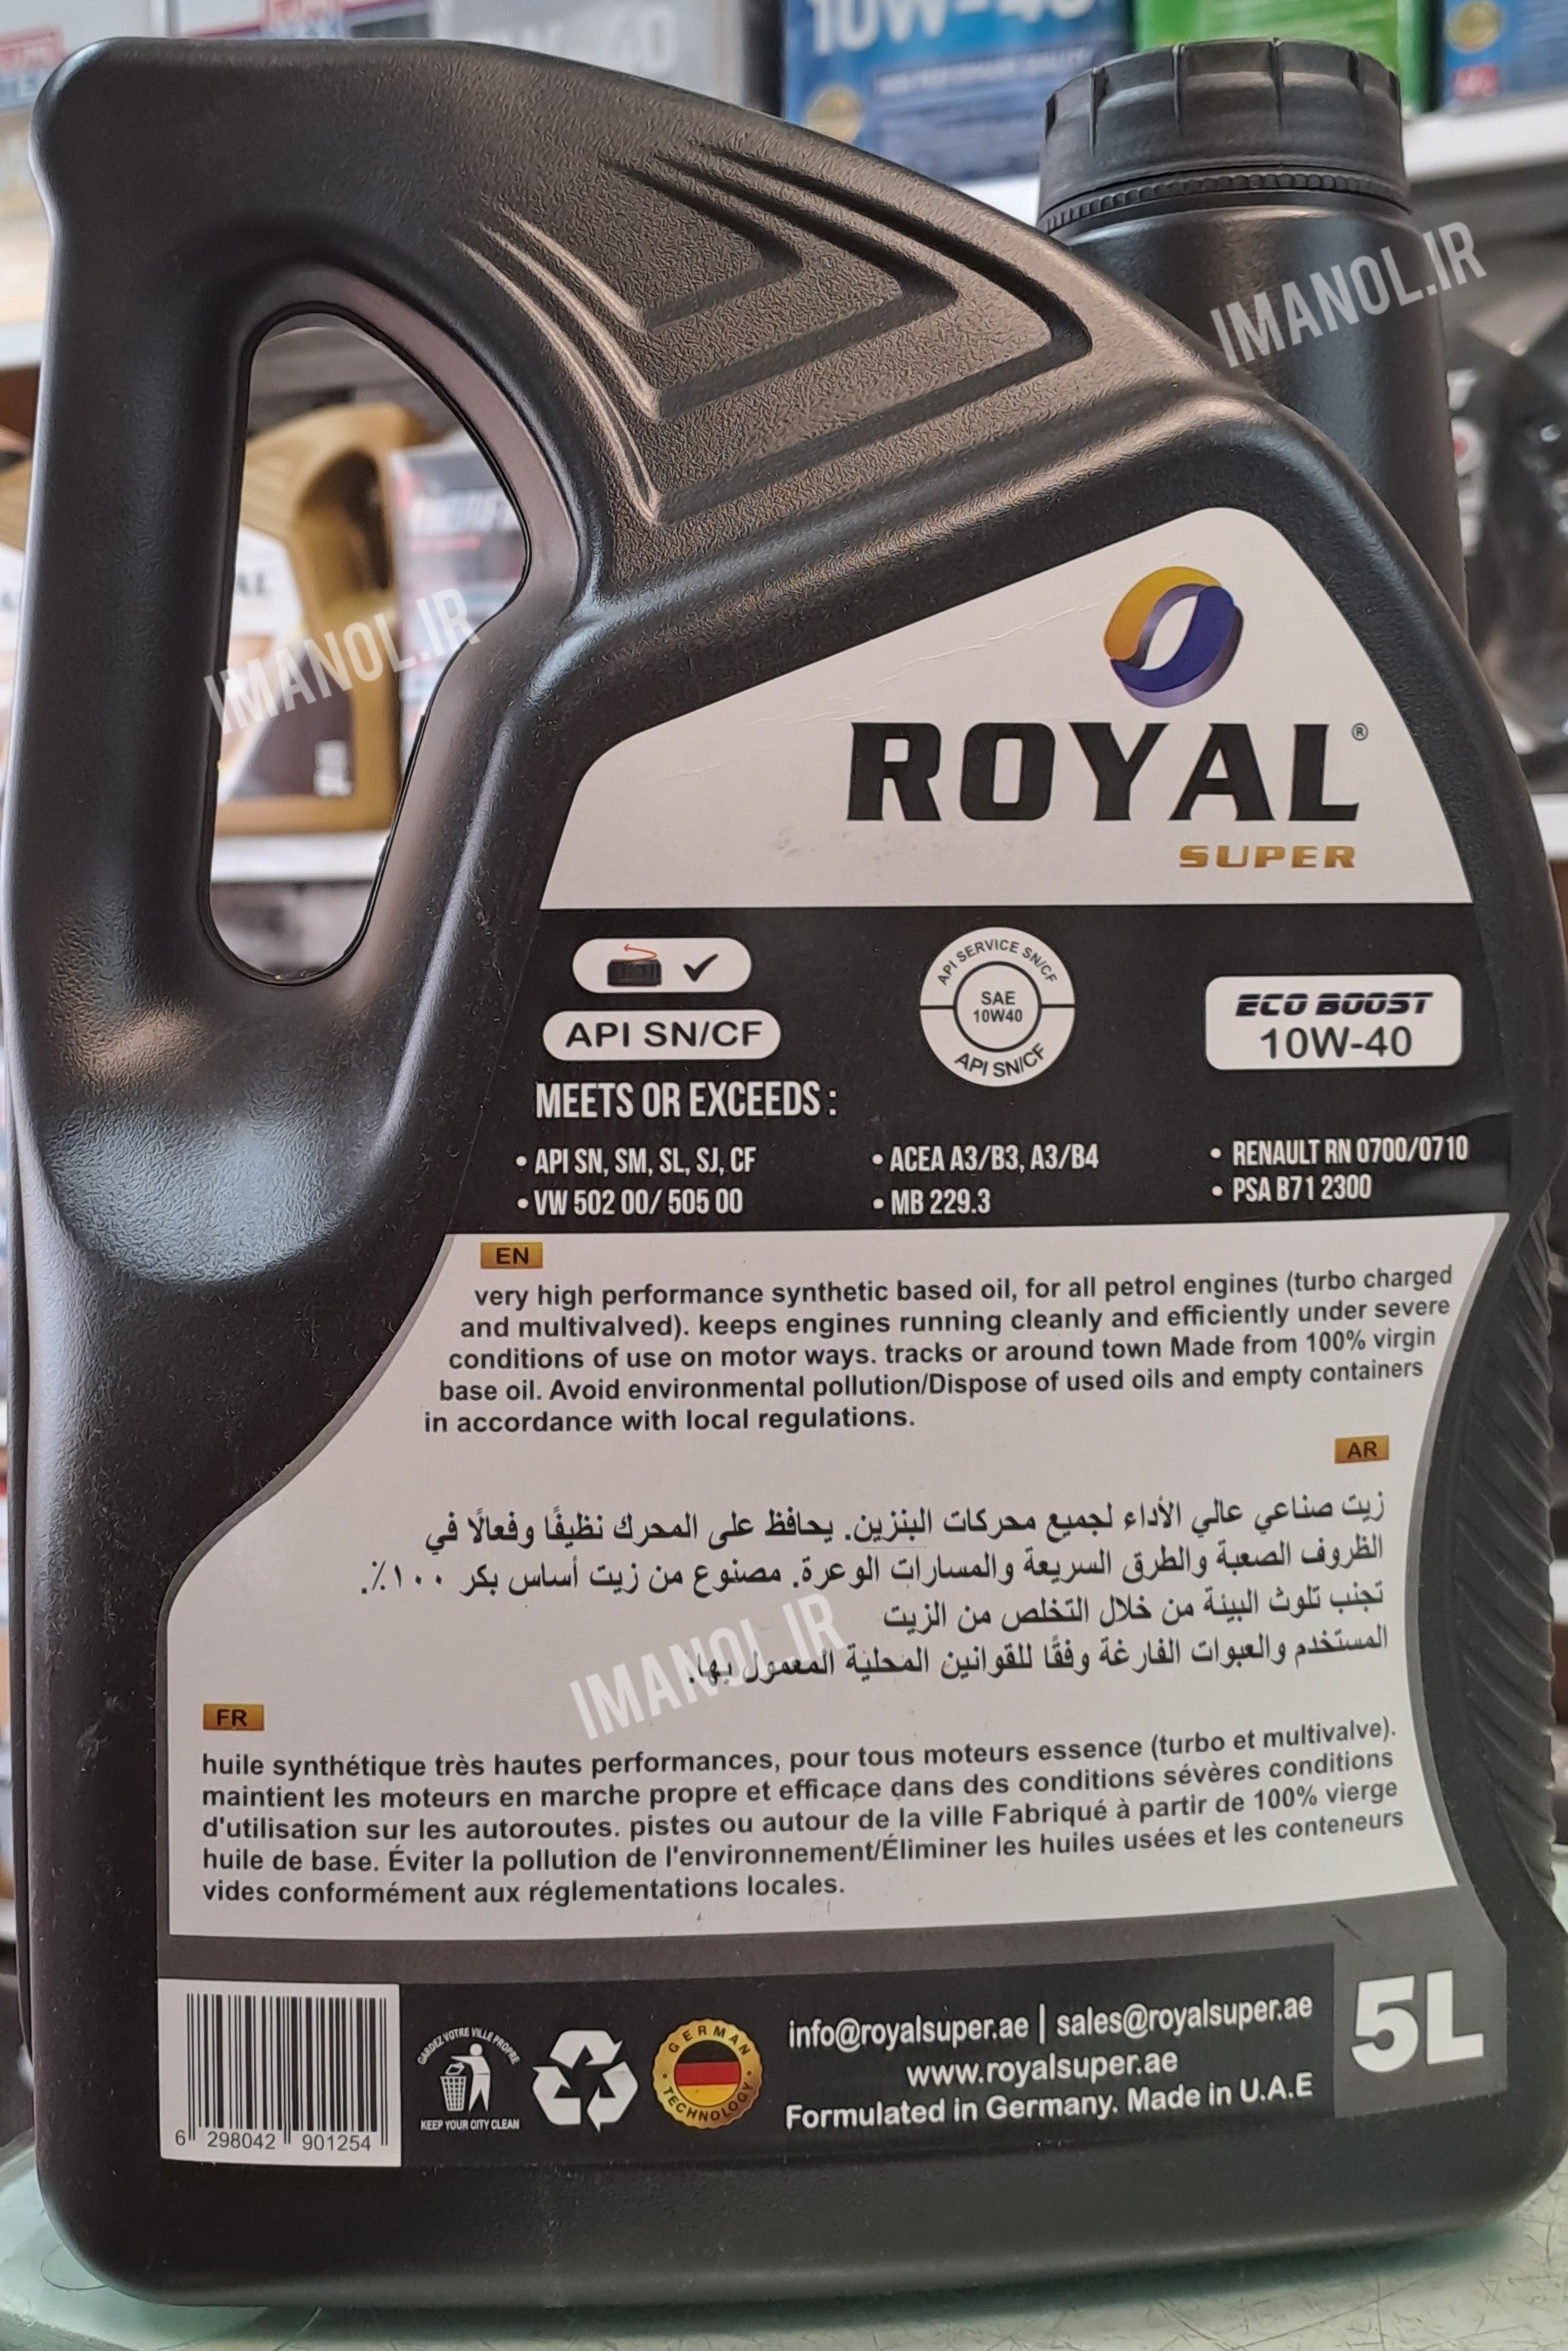 10W-40
IMANOL.IR
IMANOL.IR
ROYAL®
SUPER
API SERVICE SN/CF
SAE
10W40
API SN/CF
API SN/CF
ECO BOOST
10W-40
MEETS OR EXCEEDS :
• API SN, SM, SL, SJ, CF
• VW 502 00/ 505 00
• ACEA A3/B3, A3/B4
• MB 229.3
• RENAULT RN 0700/0710
• PSA B71 2300
EN
very high performance synthetic based oil, for all petrol engines (turbo charged
and multivalved). keeps engines running cleanly and efficiently under severe
conditions of use on motor ways. tracks or around town Made from 100% virgin
base oil. Avoid environmental pollution/Dispose of used oils and empty containers
in accordance with local regulations.
AR
زيت صناعي عالي الأداء لجميع محركات البنزين. يحافظ على المحرك نظيفًا وفعالًا في
الظروف الصعبة والطرق السريعة والمسارات الوعرة. مصنوع من زيت أساس بكر ١٠٠٪.
تجنب تلوث البيئة من خلال التخلص من الزيت
المستخدم والعبوات الفارغة وفقًا للقوانين المحلية المعمول بها.
IMANOL.IR
FR
huile synthétique très hautes performances, pour tous moteurs essence (turbo et multivalve).
maintient les moteurs en marche propre et efficace dans des conditions sévères conditions
d'utilisation sur les autoroutes. pistes ou autour de la ville Fabriqué à partir de 100% vierge
huile de base. Éviter la pollution de l'environnement/Éliminer les huiles usées et les conteneurs
vides conformément aux réglementations locales.
6 298042 901254
GARDEZ VOTRE VILLE PROPRE
KEEP YOUR CITY CLEAN
GERMAN
TECHNOLOGY
info@royalsuper.ae | sales@royalsuper.ae
www.royalsuper.ae
Formulated in Germany. Made in U.A.E
5L